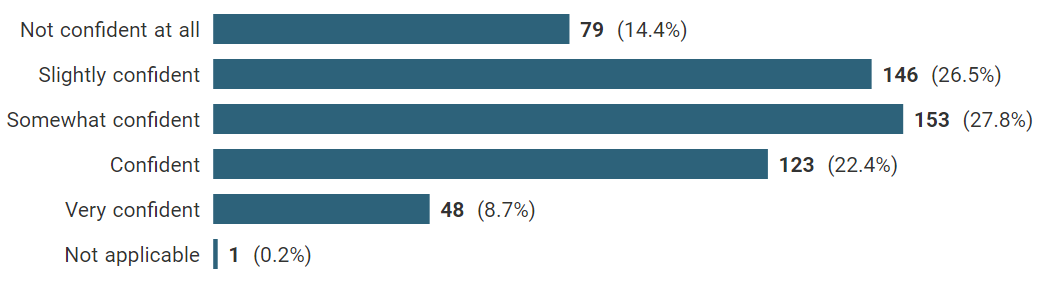 Not confident at all 79 (14.4%)
Slightly confident 146 (26.5%)
Somewhat confident 153 (27.8%)
Confident 123 (22.4%)
Very confident 48 (8.7%)
Not applicable 1 (0.2%)